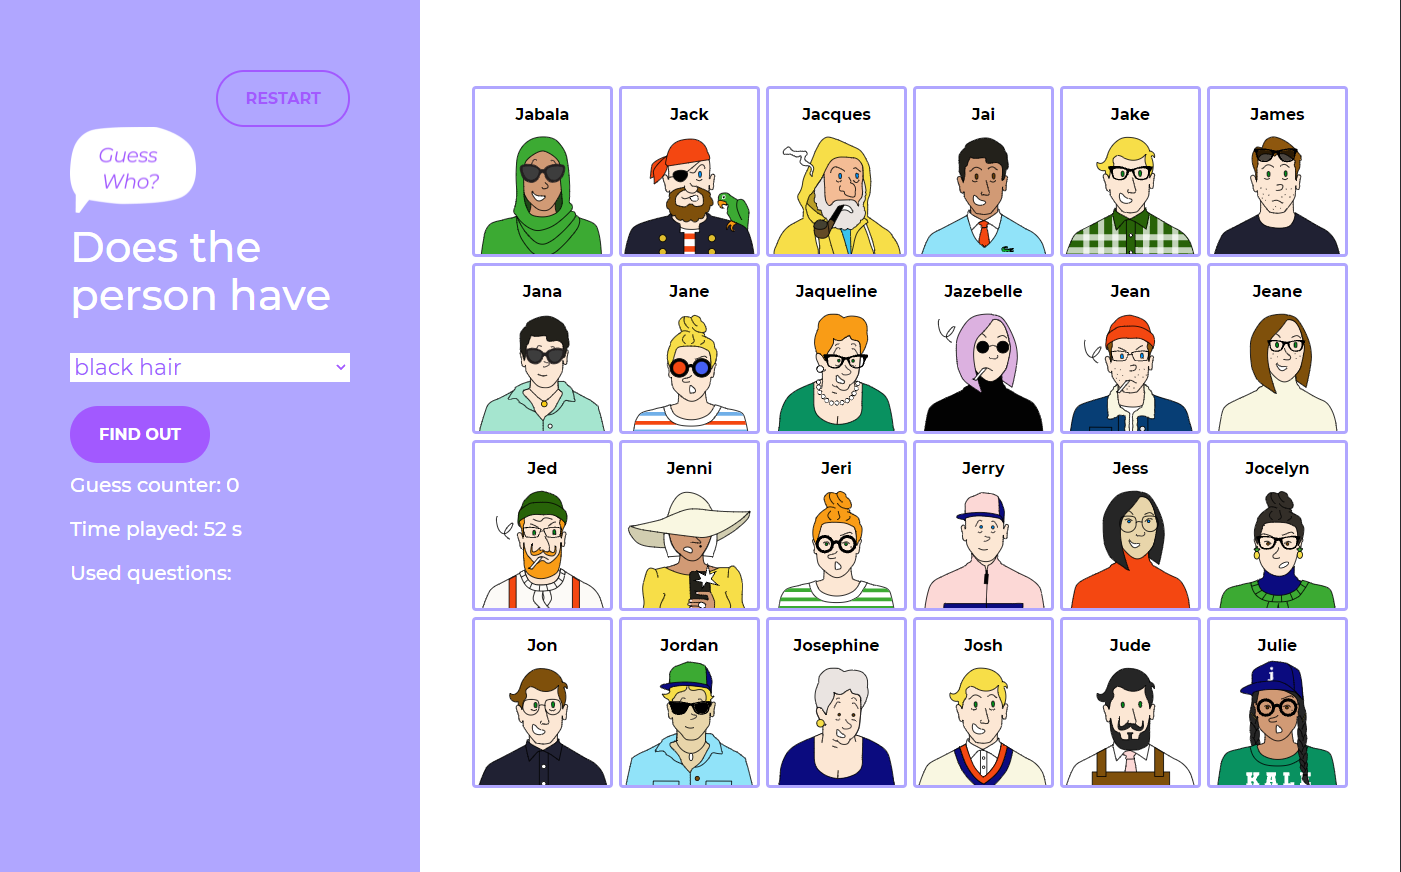 RESTART
Guess
Who?
Does the
person have
black hair
FIND OUT
Guess counter: 0
Time played: 52 s
Used questions:
Jabala
Jack
Jacques
Jai
Jake
James
Jana
Jane
Jaqueline
Jazebelle
Jean
Jeane
Jed
Jenni
Jeri
Jerry
Jess
Jocelyn
Jon
Jordan
Josephine
Josh
Jude
Julie
j